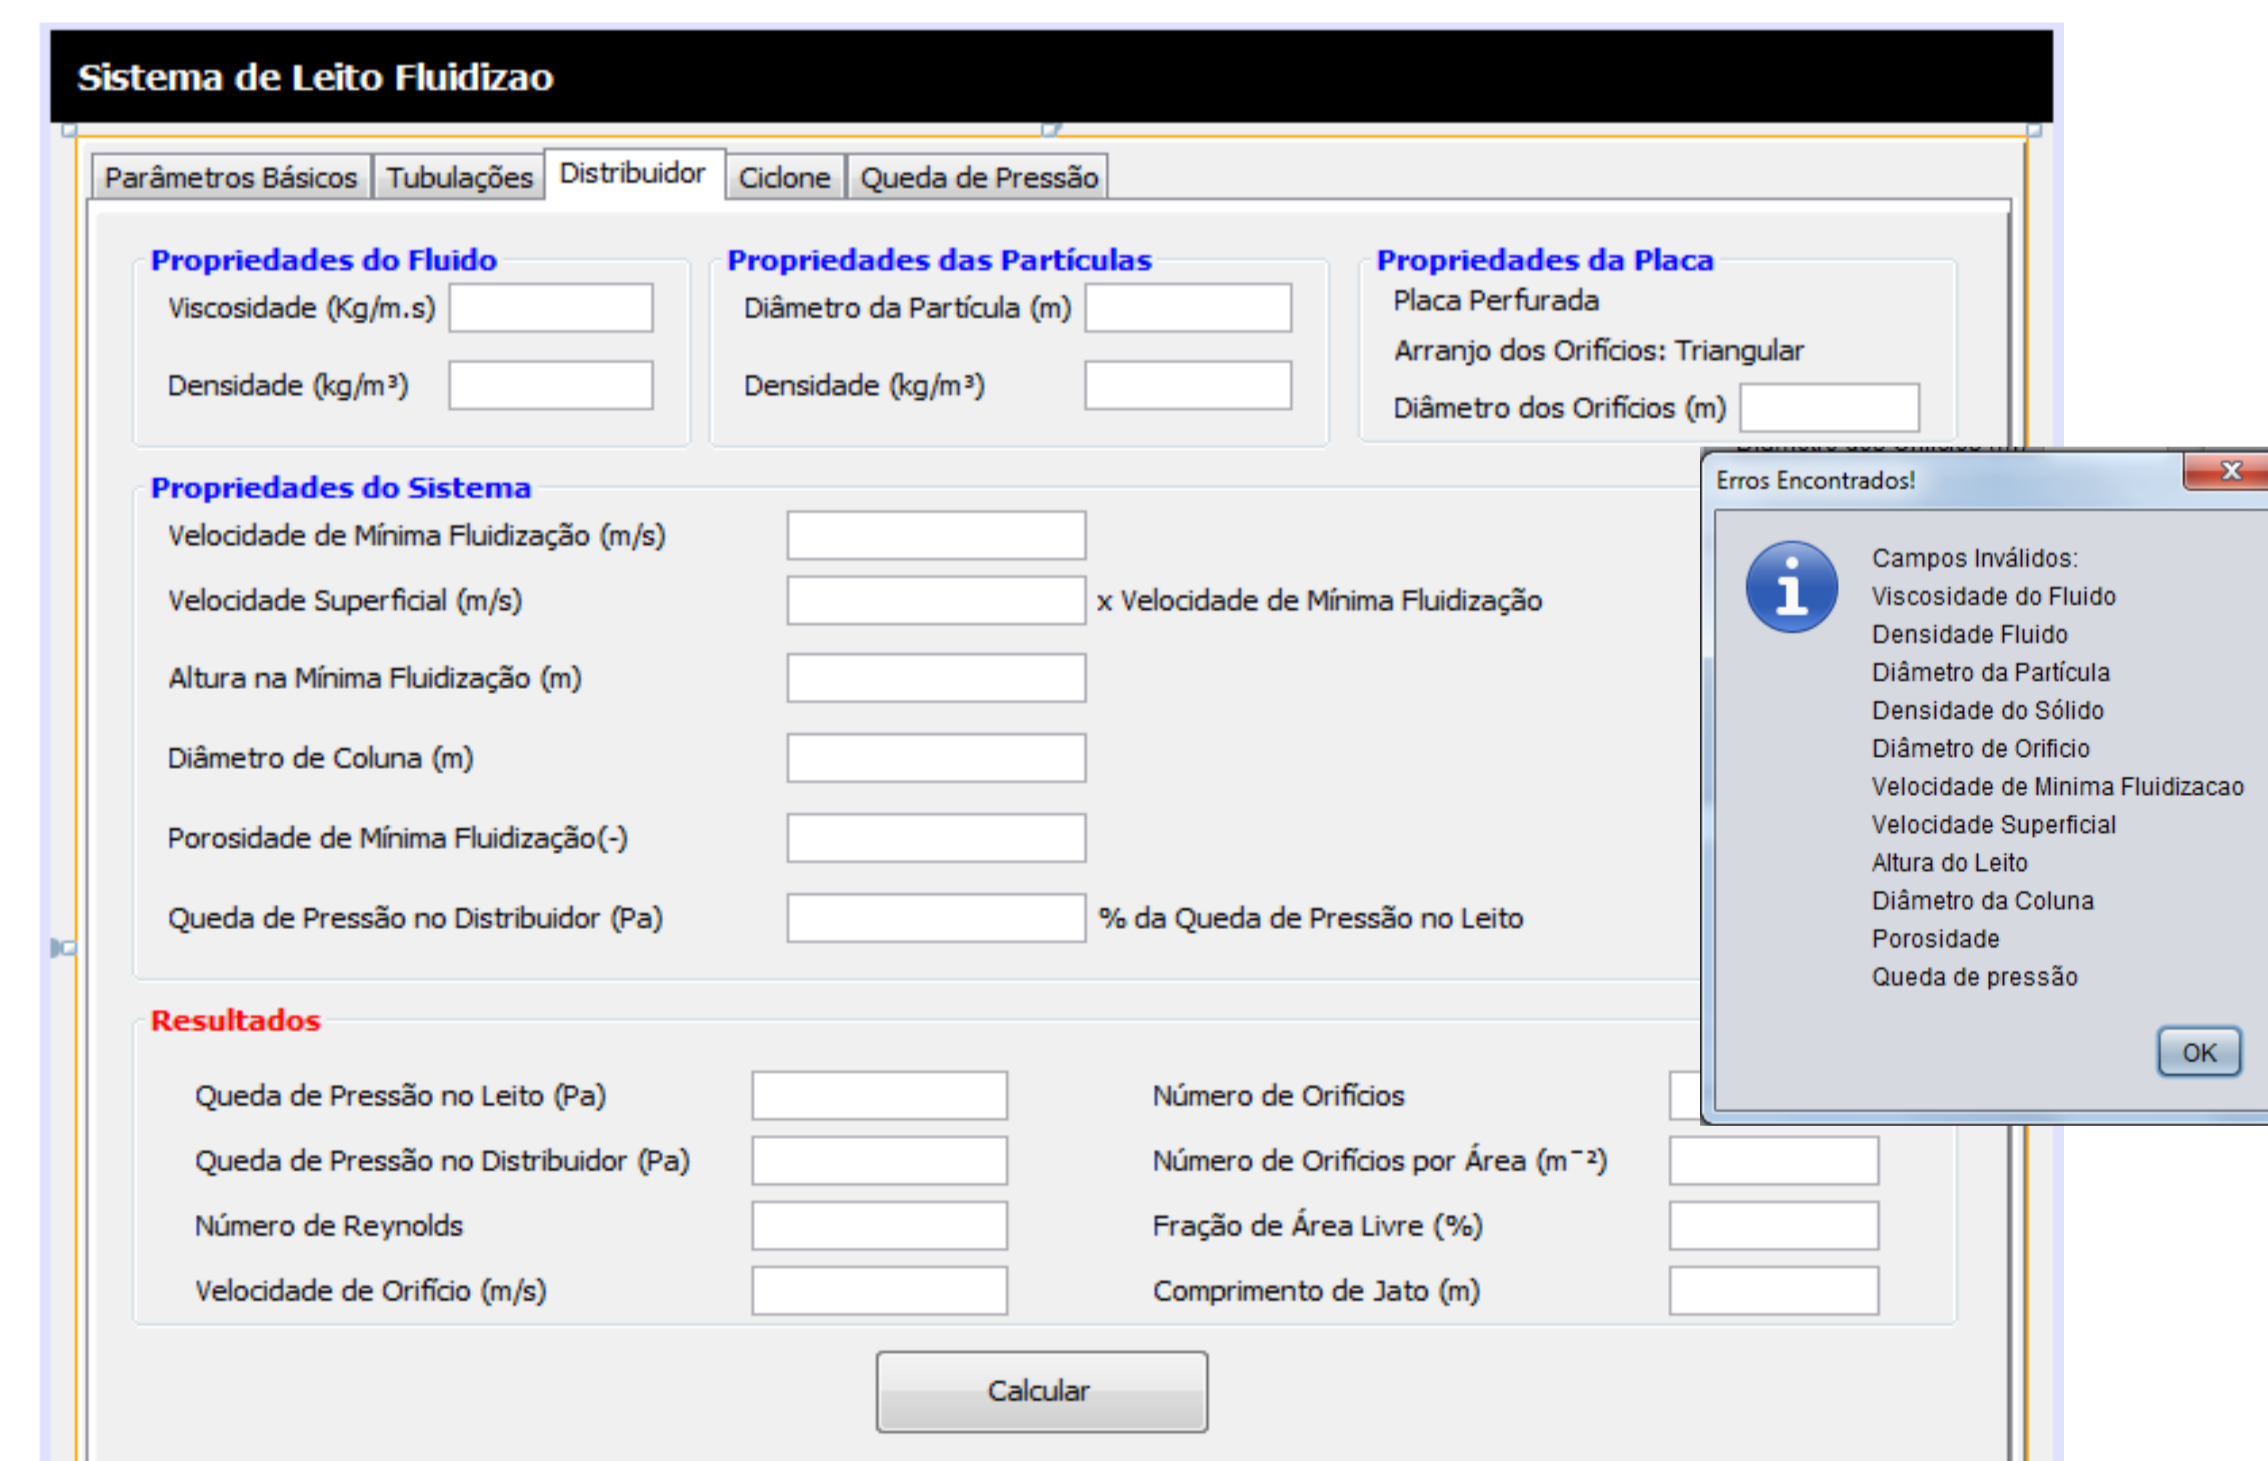 Sistema de Leito Fluidizao
Parâmetros Básicos Tubulações Distribuidor Ciclone Queda de Pressão
Propriedades do Fluido
Viscosidade (Kg/m.s)
Densidade (kg/m³)
Propriedades das Partículas
Diâmetro da Partícula (m)
Densidade (kg/m³)
Propriedades da Placa
Placa Perfurada
Arranjo dos Orifícios: Triangular
Diâmetro dos Orifícios (m)
Propriedades do Sistema
Velocidade de Mínima Fluidização (m/s)
Velocidade Superficial (m/s) x Velocidade de Mínima Fluidização
Altura na Mínima Fluidização (m)
Diâmetro de Coluna (m)
Porosidade de Mínima Fluidização(-)
Queda de Pressão no Distribuidor (Pa) % da Queda de Pressão no Leito
Erros Encontrados!
Campos Inválidos:
Viscosidade do Fluido
Densidade Fluido
Diâmetro da Partícula
Densidade do Sólido
Diâmetro de Orificio
Velocidade de Minima Fluidizacao
Velocidade Superficial
Altura do Leito
Diâmetro da Coluna
Porosidade
Queda de pressão
OK
Resultados
Queda de Pressão no Leito (Pa)
Queda de Pressão no Distribuidor (Pa)
Número de Reynolds
Velocidade de Orifício (m/s)
Número de Orifícios
Número de Orifícios por Área (m⁻²)
Fração de Área Livre (%)
Comprimento de Jato (m)
Calcular